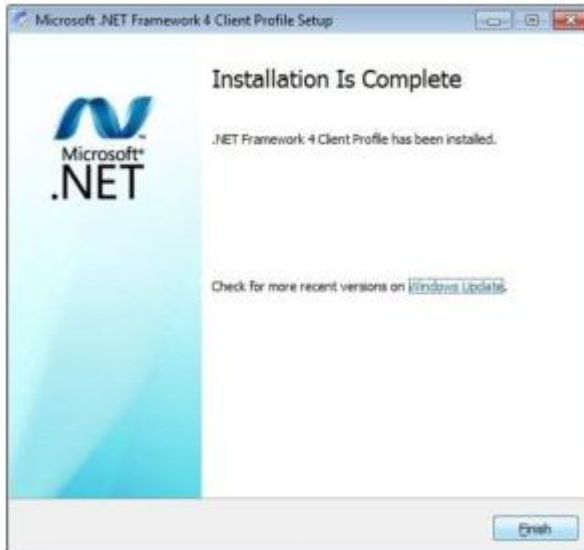 Microsoft .NET Framework 4 Client Profile Setup
Installation Is Complete
.NET Framework 4 Client Profile has been installed.
Microsoft®
.NET
Check for more recent versions on Windows Update.
Finish